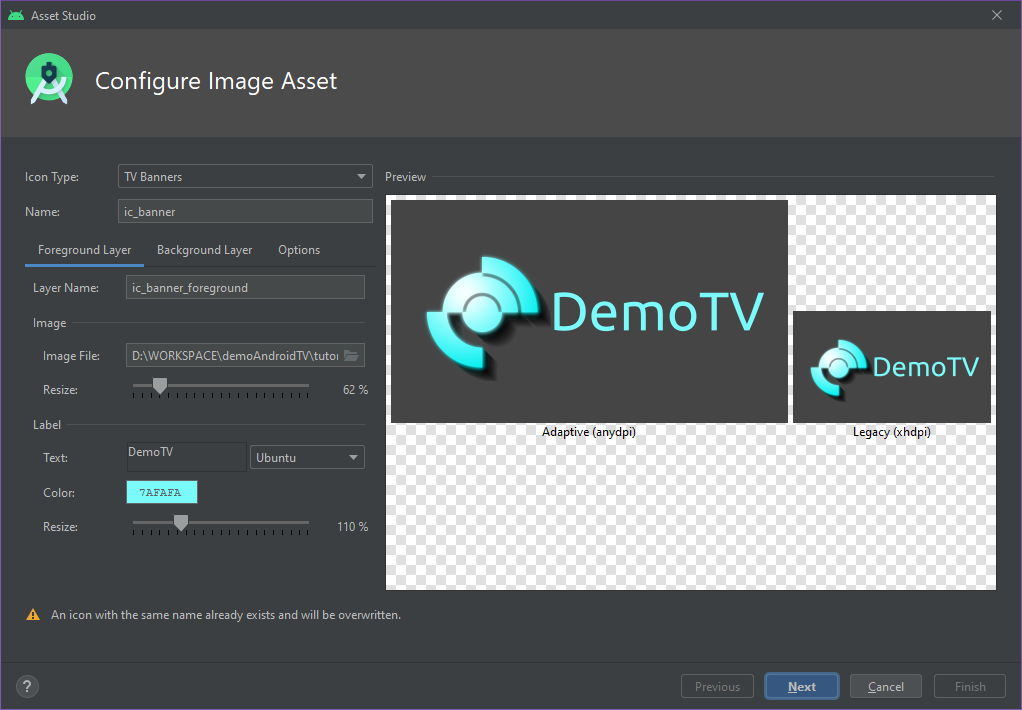 Asset Studio
Configure Image Asset
Icon Type:
TV Banners
Name:
ic_banner
Foreground Layer
Background Layer
Options
Layer Name:
ic_banner_foreground
Image
Image File:
D:\WORKSPACE\demoAndroidTV\tutor
Resize:
62 %
Label
Text:
DemoTV
Ubuntu
Color:
7AFAFA
Resize:
110 %
Preview
DemoTV
Adaptive (anydpi)
DemoTV
Legacy (xhdpi)
An icon with the same name already exists and will be overwritten.
?
Previous
Next
Cancel
Finish